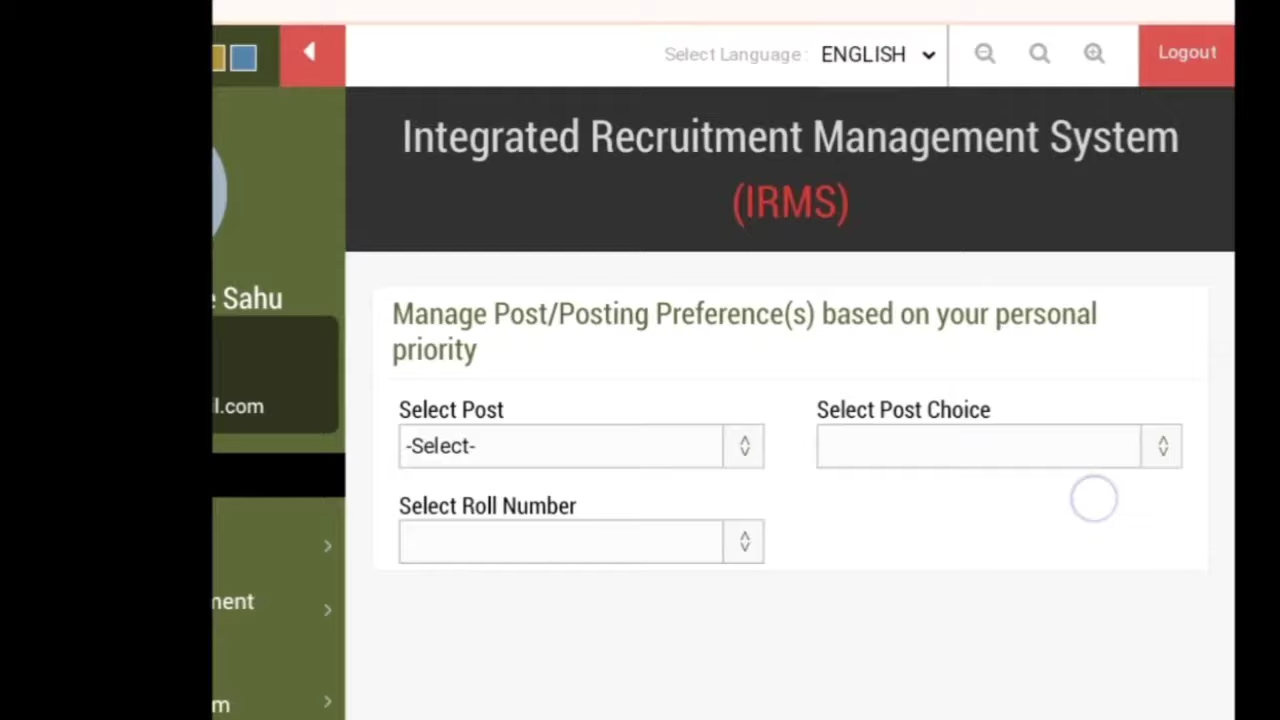 Select Language : ENGLISH
Logout
Integrated Recruitment Management System
(IRMS)
Sahu
l.com
ment
m
Manage Post/Posting Preference(s) based on your personal
priority
Select Post
Select Post Choice
-Select-
Select Roll Number